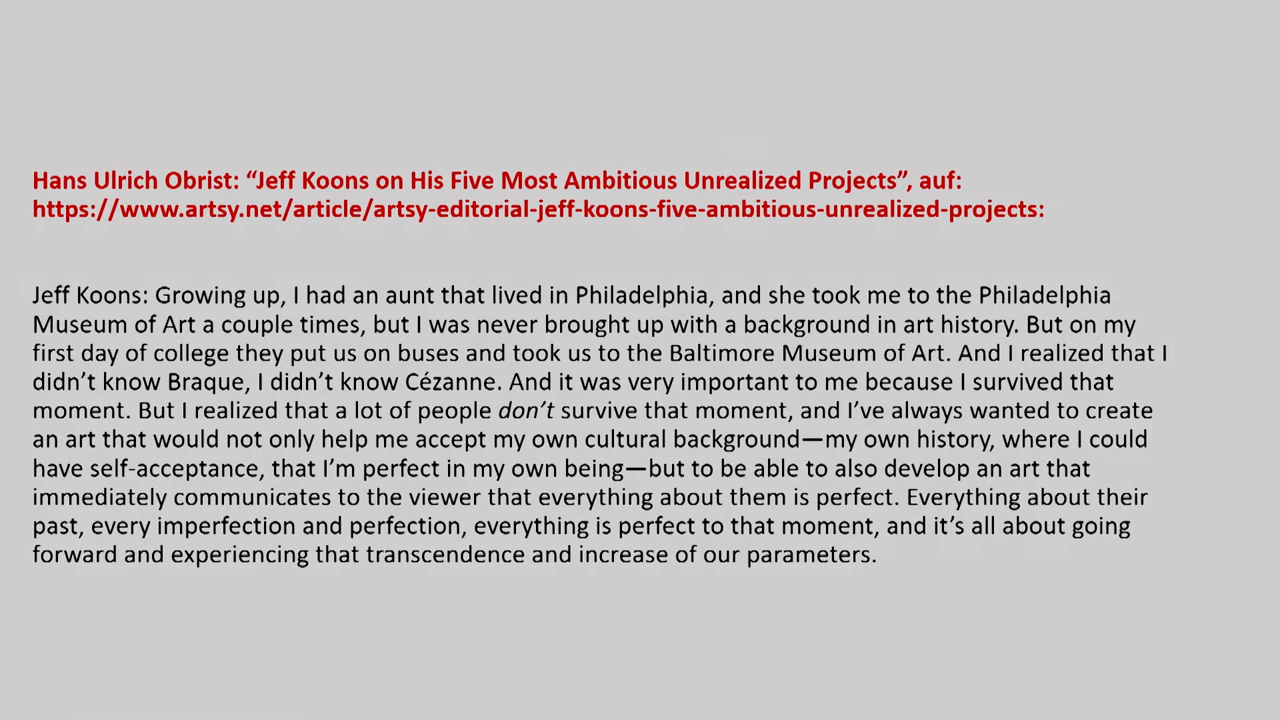 Hans Ulrich Obrist: “Jeff Koons on His Five Most Ambitious Unrealized Projects”, auf:
https://www.artsy.net/article/artsy-editorial-jeff-koons-five-ambitious-unrealized-projects:
Jeff Koons: Growing up, I had an aunt that lived in Philadelphia, and she took me to the Philadelphia
Museum of Art a couple times, but I was never brought up with a background in art history. But on my
first day of college they put us on buses and took us to the Baltimore Museum of Art. And I realized that I
didn’t know Braque, I didn’t know Cézanne. And it was very important to me because I survived that
moment. But I realized that a lot of people don’t survive that moment, and I’ve always wanted to create
an art that would not only help me accept my own cultural background—my own history, where I could
have self-acceptance, that I’m perfect in my own being—but to be able to also develop an art that
immediately communicates to the viewer that everything about them is perfect. Everything about their
past, every imperfection and perfection, everything is perfect to that moment, and it’s all about going
forward and experiencing that transcendence and increase of our parameters.